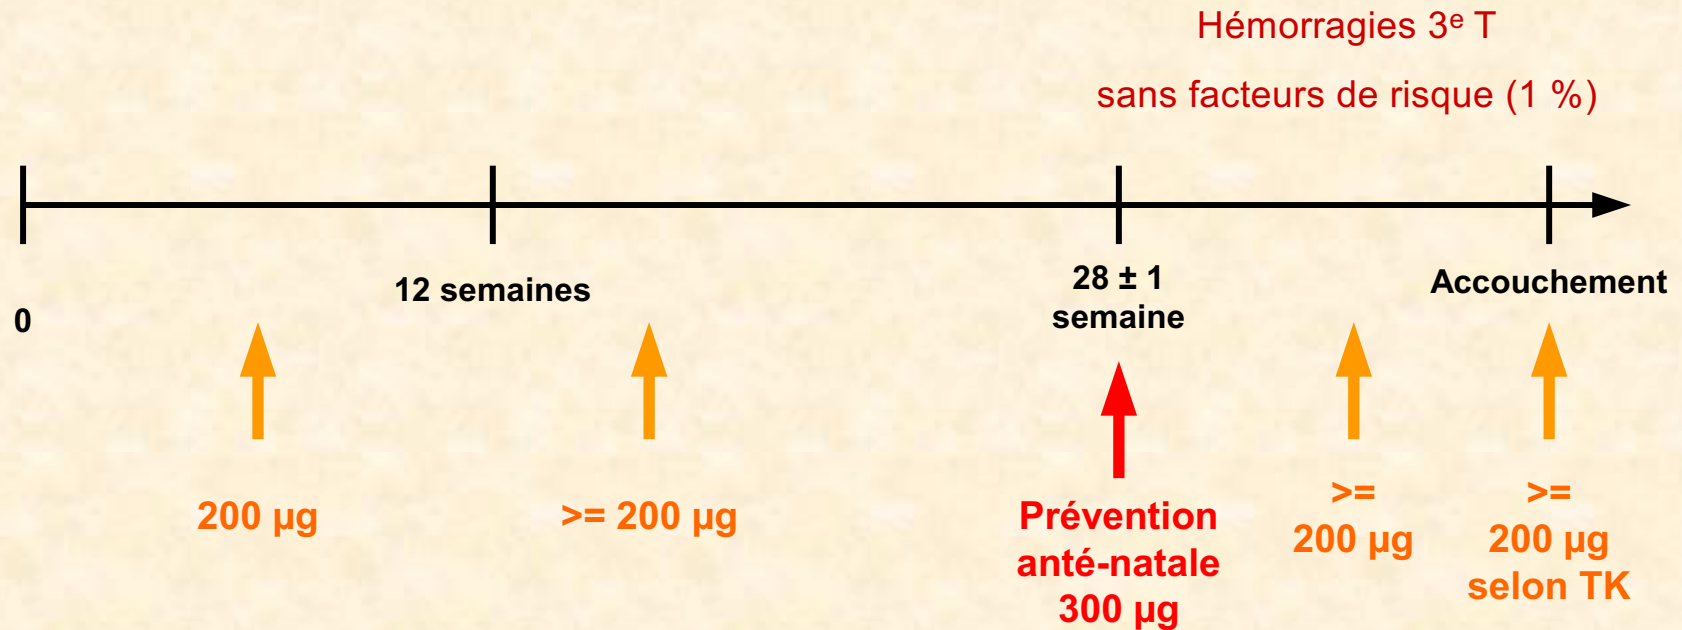 Hémorragies 3e T
sans facteurs de risque (1 %)
0
12 semaines
28 ± 1
semaine
Accouchement
200 µg
>= 200 µg
Prévention
anté-natale
300 µg
>=
200 µg
>=
200 µg
selon TK